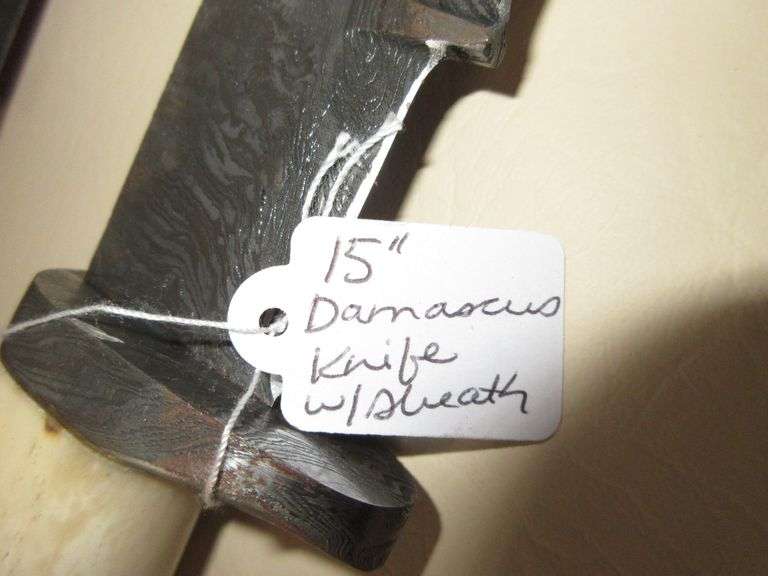 15"
Damascus
Knife
w/sheath